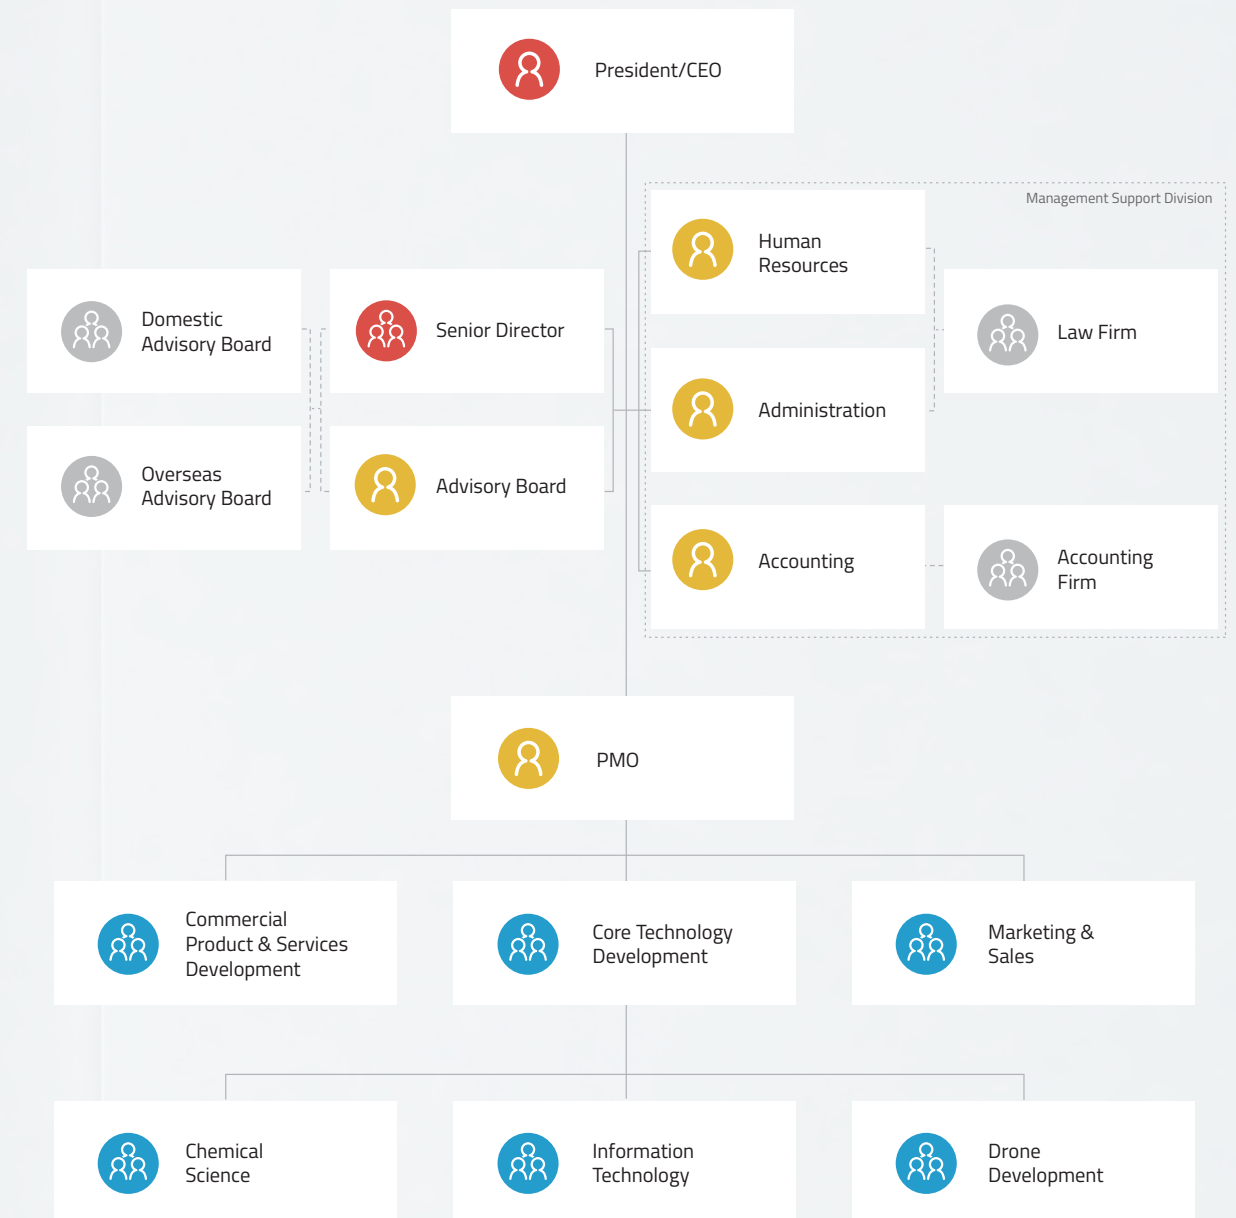 President/CEO
Management Support Division
Human
Resources
Domestic
Advisory Board
Senior Director
Law Firm
Administration
Overseas
Advisory Board
Advisory Board
Accounting
Accounting
Firm
PMO
Commercial
Product & Services
Development
Core Technology
Development
Marketing &
Sales
Chemical
Science
Information
Technology
Drone
Development